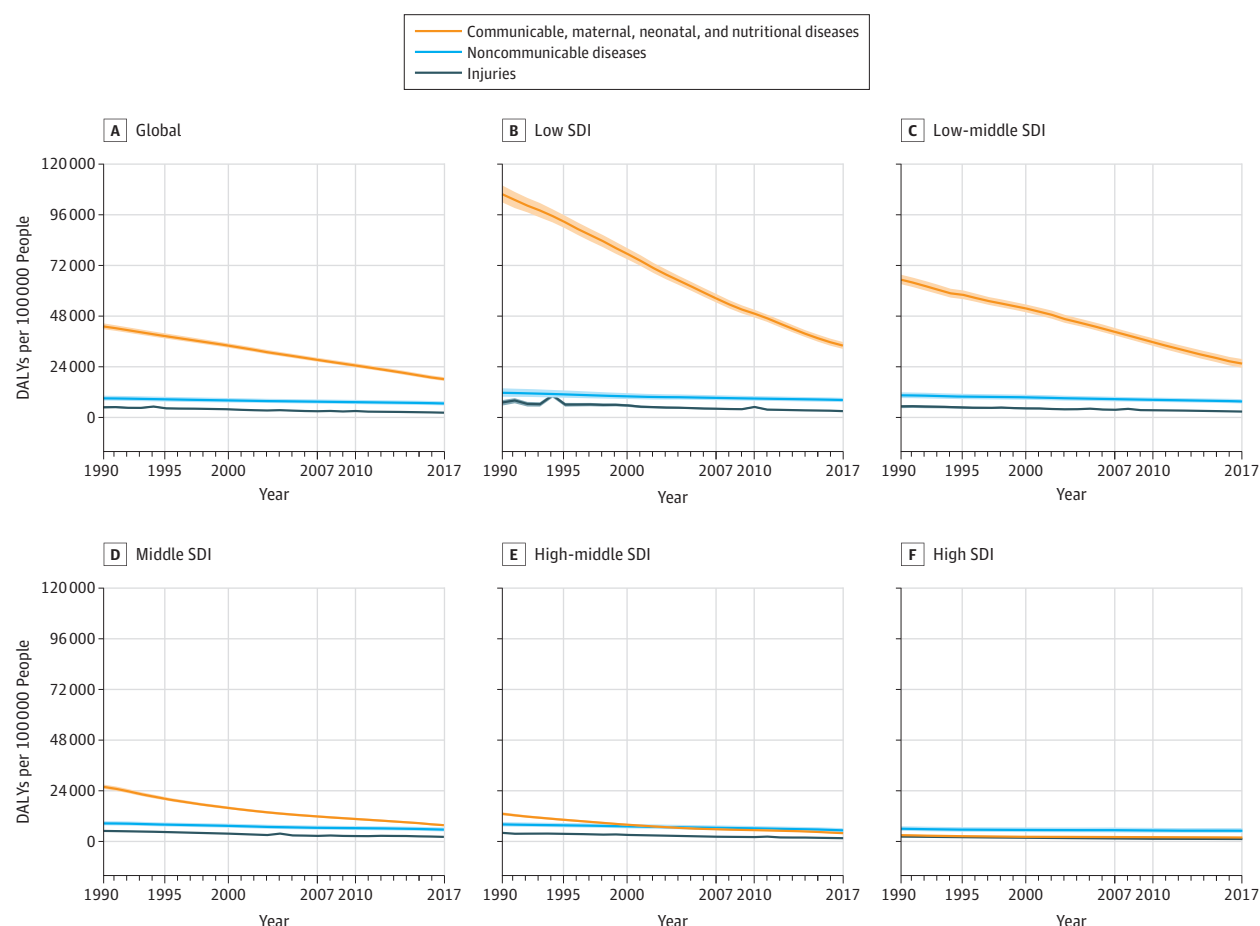 Communicable, maternal, neonatal, and nutritional diseases
Noncommunicable diseases
Injuries
A Global
B Low SDI
C Low-middle SDI
120 000
96 000
72 000
48 000
24 000
0
DALYs per 100 000 People
1990 1995 2000 2007 2010 2017
Year
1990 1995 2000 2007 2010 2017
Year
1990 1995 2000 2007 2010 2017
Year
D Middle SDI
E High-middle SDI
F High SDI
120 000
96 000
72 000
48 000
24 000
0
DALYs per 100 000 People
1990 1995 2000 2007 2010 2017
Year
1990 1995 2000 2007 2010 2017
Year
1990 1995 2000 2007 2010 2017
Year